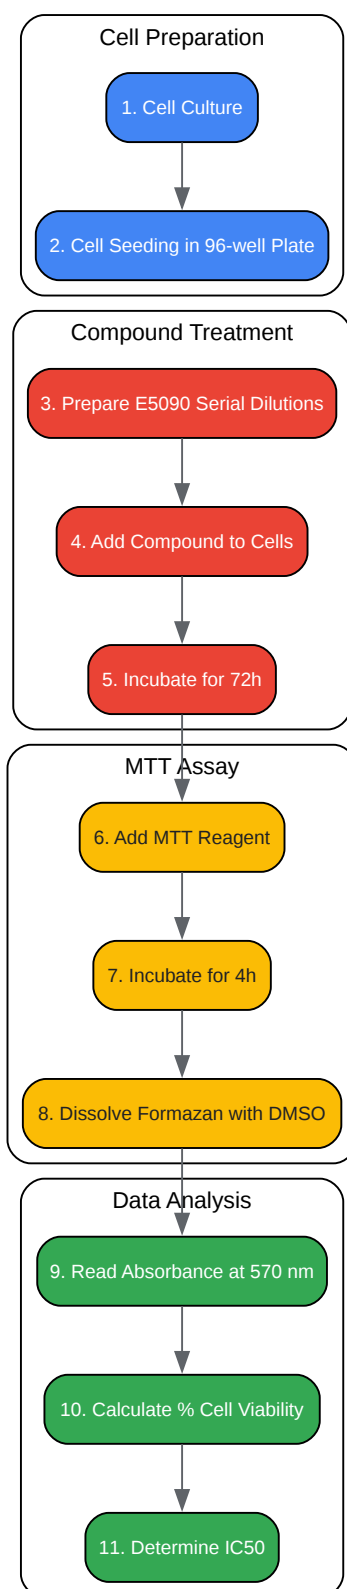 Cell Preparation
1. Cell Culture
2. Cell Seeding in 96-well Plate
Compound Treatment
3. Prepare E5090 Serial Dilutions
4. Add Compound to Cells
5. Incubate for 72h
MTT Assay
6. Add MTT Reagent
7. Incubate for 4h
8. Dissolve Formazan with DMSO
Data Analysis
9. Read Absorbance at 570 nm
10. Calculate % Cell Viability
11. Determine IC50